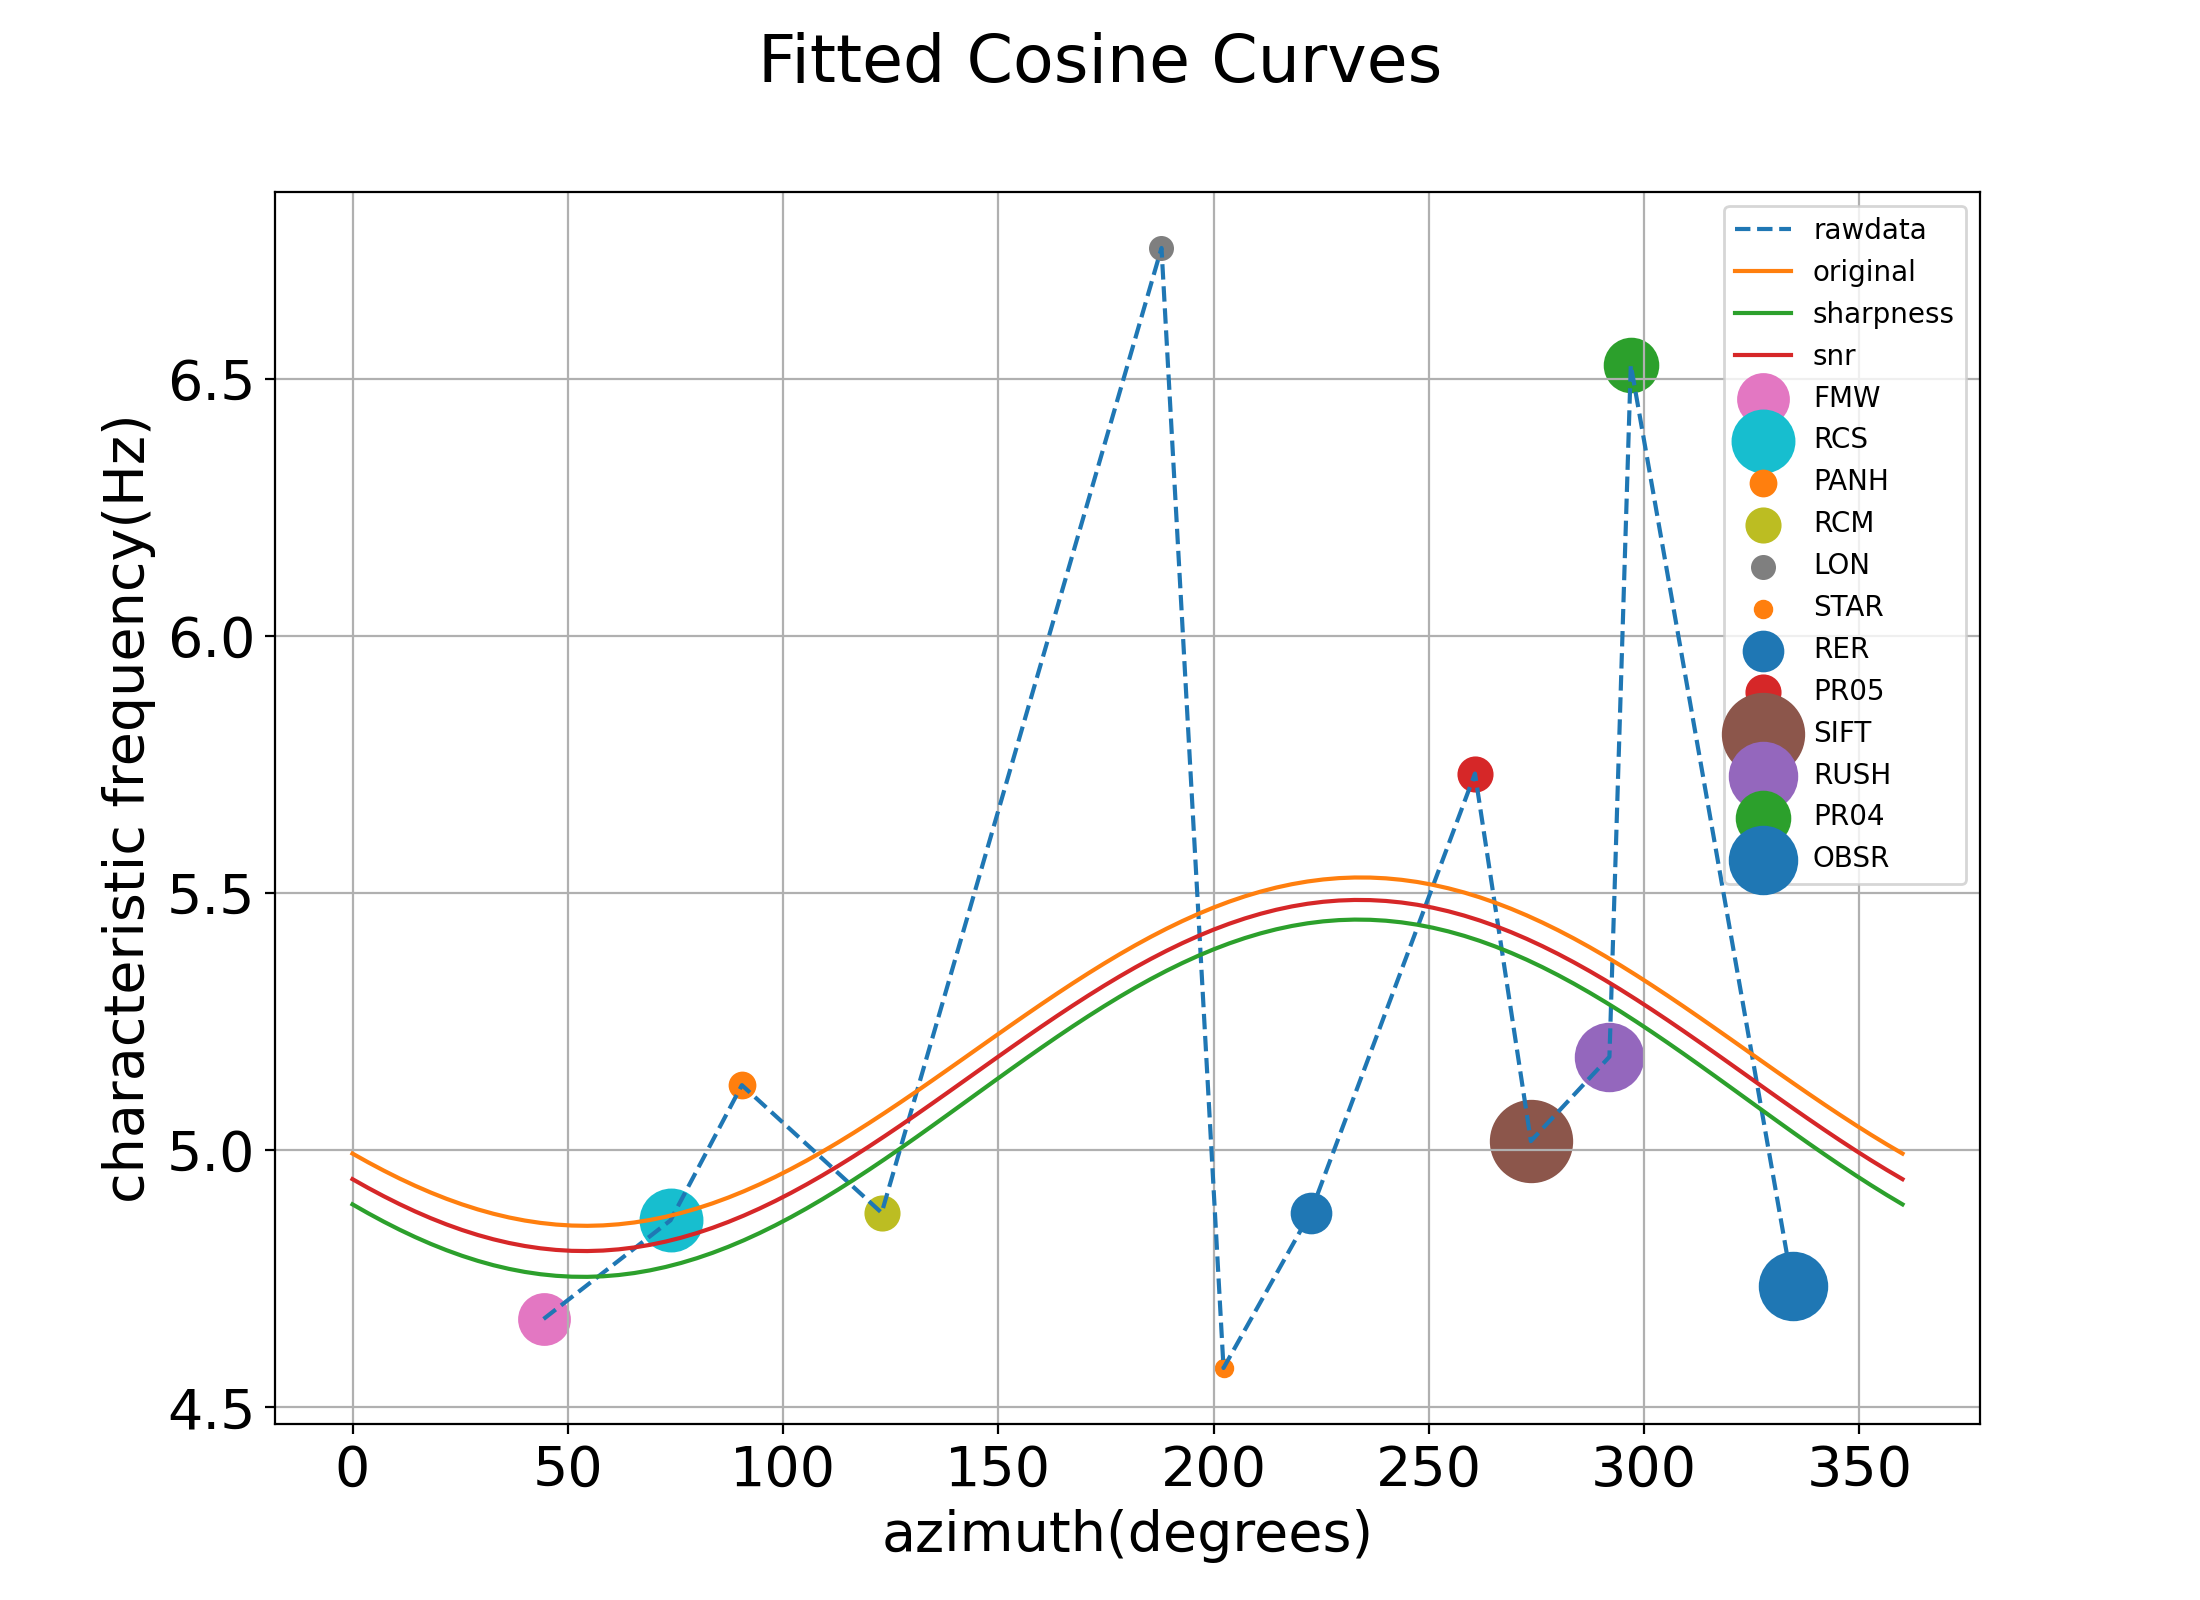 Fitted Cosine Curves
characteristic frequency(Hz)
6.5
6.0
5.5
5.0
4.5
rawdata
original
sharpness
snr
FMW
RCS
PANH
RCM
LON
STAR
RER
PR05
SIFT
RUSH
PR04
OBSR
0 50 100 150 200 250 300 350
azimuth(degrees)